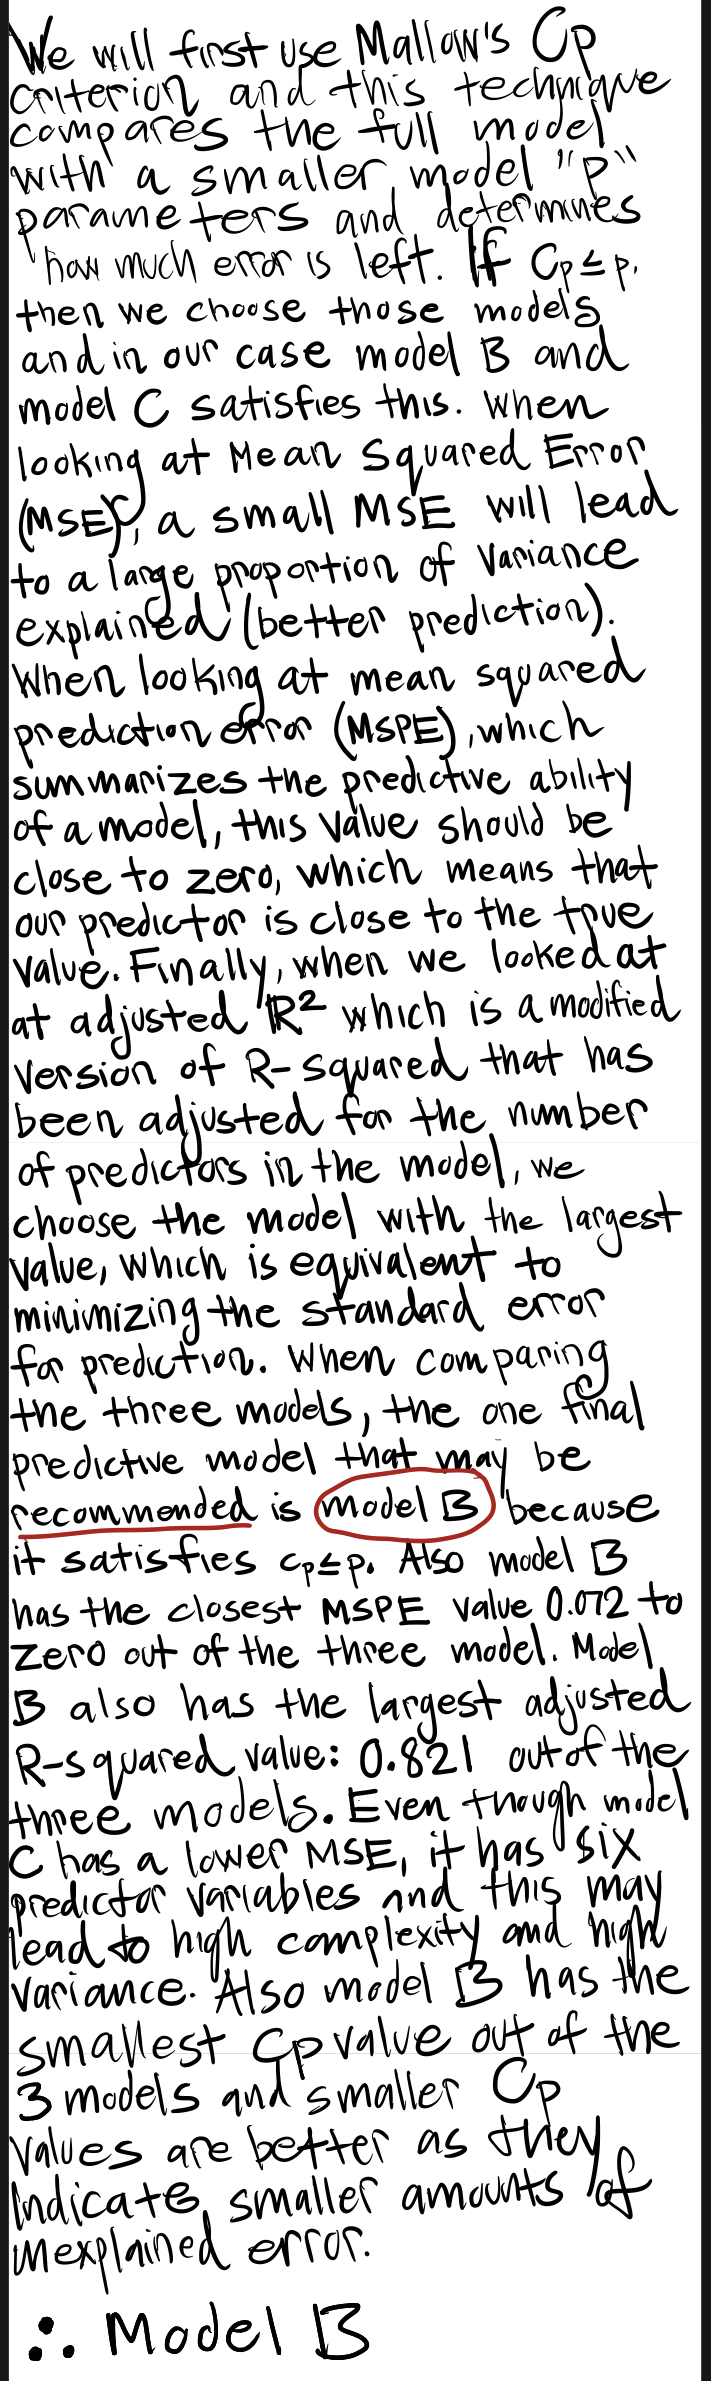 We will first use Mallow's Cp
criterion and this technique
compares the full model
with a smaller model "p"
parameters and determines
how much error is left. If Cp≤p,
then we choose those models
and in our case model B and
model C satisfies this. When
looking at Mean Squared Error
(MSE), a small MSE will lead
to a large proportion of variance
explained (better prediction).
When looking at mean squared
prediction error (MSPE), which
summarizes the predictive ability
of a model, this value should be
close to zero, which means that
our predictor is close to the true
value. Finally, when we looked at
at adjusted R² which is a modified
version of R-squared that has
been adjusted for the number
of predictors in the model, we
choose the model with the largest
value, which is equivalent to
minimizing the standard error
for prediction. When comparing
the three models, the one final
predictive model that may be
recommended is model B because
it satisfies Cp≤p. Also model B
has the closest MSPE value 0.072 to
zero out of the three model. Model
B also has the largest adjusted
R-squared value: 0.821 out of the
three models. Even though model
C has a lower MSE, it has six
predictor variables and this may
lead to high complexity and high
variance. Also model B has the
smallest Cp value out of the
3 models and smaller Cp
values are better as they
indicate smaller amounts of
unexplained error.
∴ Model B